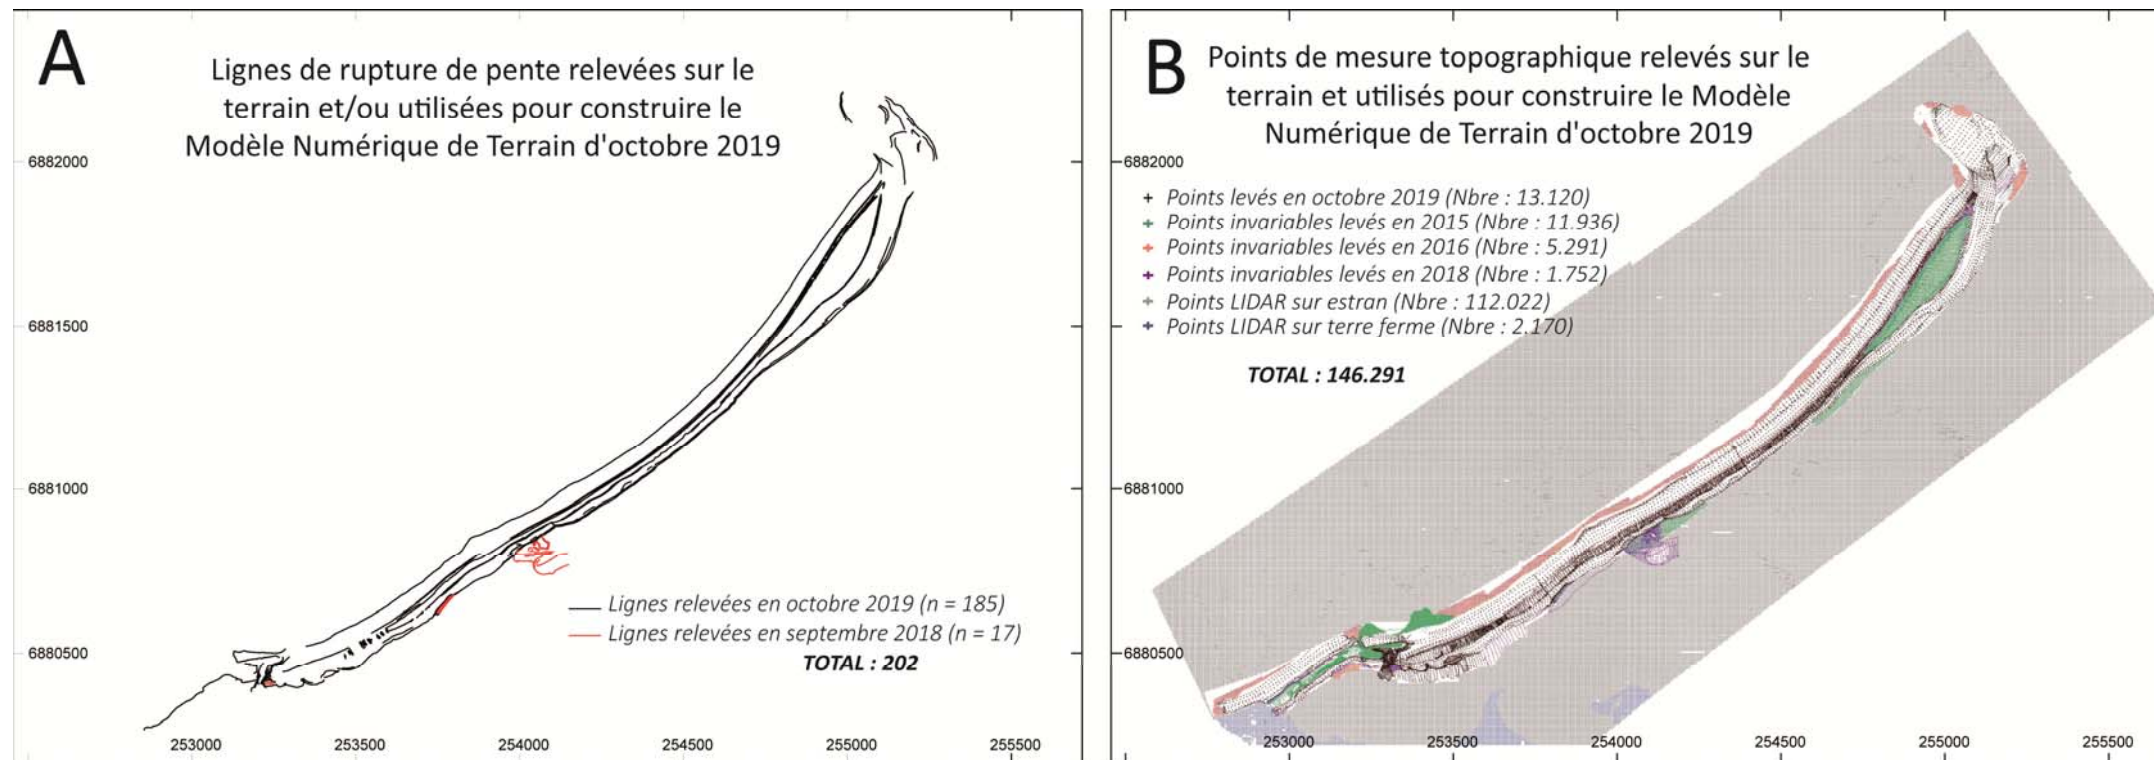 A
Lignes de rupture de pente relevées sur le
terrain et/ou utilisées pour construire le
Modèle Numérique de Terrain d'octobre 2019
6882000
6881500
6881000
6880500
Lignes relevées en octobre 2019 (n = 185)
Lignes relevées en septembre 2018 (n = 17)
TOTAL : 202
253000
253500
254000
254500
255000
255500
B
Points de mesure topographique relevés sur le
terrain et utilisés pour construire le Modèle
Numérique de Terrain d'octobre 2019
6882000
Points levés en octobre 2019 (Nbre : 13.120)
Points invariables levés en 2015 (Nbre : 11.936)
Points invariables levés en 2016 (Nbre : 5.291)
Points invariables levés en 2018 (Nbre : 1.752)
Points LIDAR sur estran (Nbre : 112.022)
Points LIDAR sur terre ferme (Nbre : 2.170)
TOTAL : 146.291
6881000
6880500
253000
253500
254000
254500
255000
255500